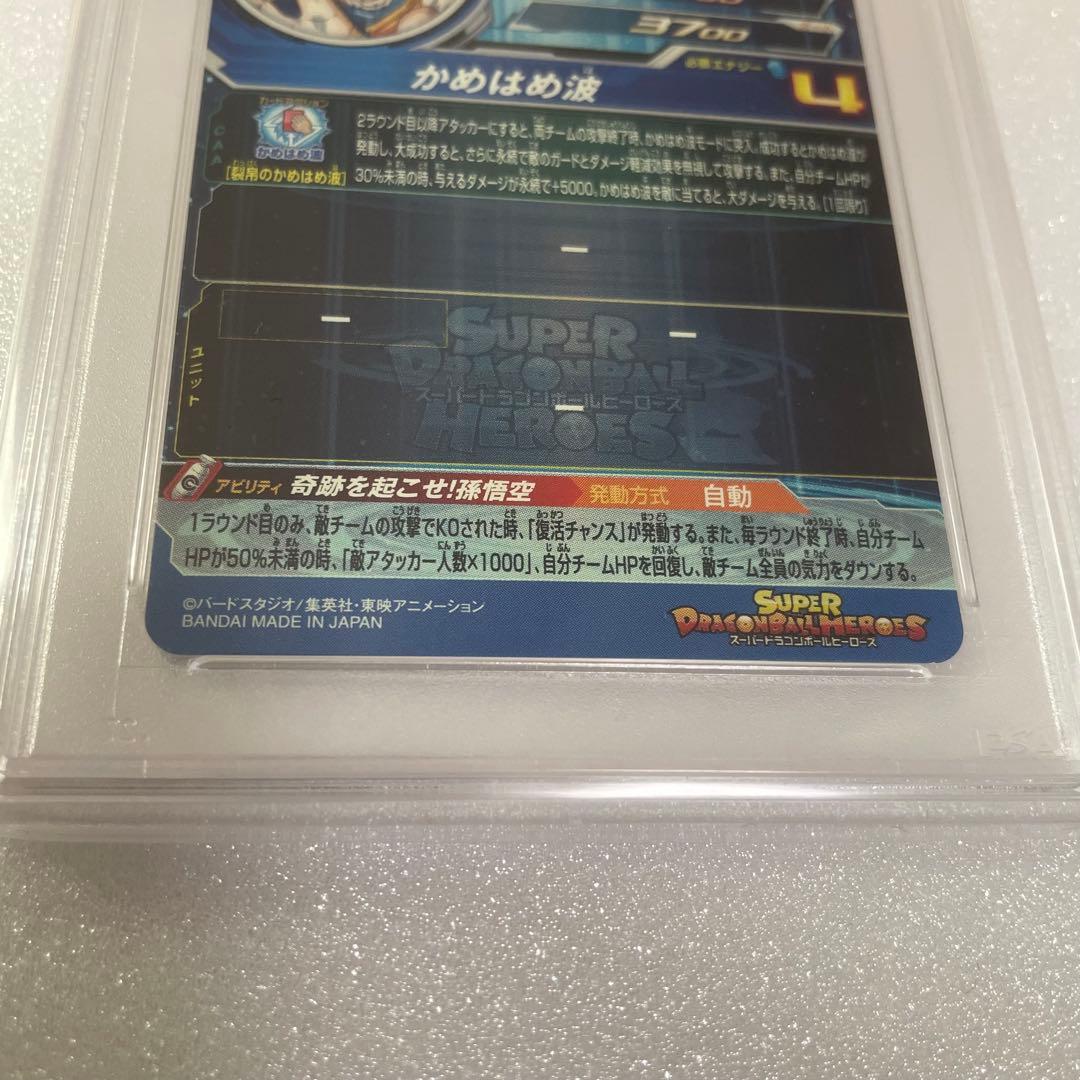 3700
必要エナジー
かめはめ波
4
カードアクション
かめはめ波
CAA
[裂帛のかめはめ波]
2ラウンド目以降アタッカーにすると、両チームの攻撃終了時、かめはめ波モードに突入。成功するとかめはめ波が
発動し、大成功すると、さらに永続で敵のガードとダメージ軽減効果を無視して攻撃する。また、自分チームHPが
30%未満の時、与えるダメージが永続で+5000。かめはめ波を敵に当てると、大ダメージを与える。[1回限り]
ー
ユニット
ー
ー
ー
SUPER
DRAGONBALL
スーパードラゴンボールヒーローズ
HEROES
アビリティ 奇跡を起こせ!孫悟空 発動方式 自動
1ラウンド目のみ、敵チームの攻撃でKOされた時、「復活チャンス」が発動する。また、毎ラウンド終了時、自分チーム
HPが50%未満の時、「敵アタッカー人数×1000」、自分チームHPを回復し、敵チーム全員の気力をダウンする。
©バードスタジオ/集英社・東映アニメーション
BANDAI MADE IN JAPAN
SUPER
DRAGONBALL HEROES
スーパードラゴンボールヒーローズ